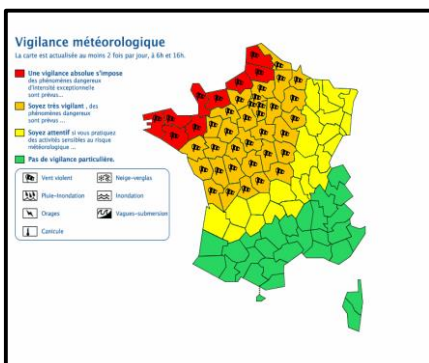 Vigilance météorologique
La carte est actualisée au moins 2 fois par jour, à 6h et 16h.
Une vigilance absolue s'impose
des phénomènes dangereux
d'intensité exceptionnelle
sont prévus...
Soyez très vigilant , des
phénomènes dangereux
sont prévus ...
Soyez attentif si vous pratiquez
des activités sensibles au risque
météorologique ...
Pas de vigilance particulière.
Vent violent
Neige-verglas
Pluie-Inondation
Inondation
Orages
Vagues-submersion
Canicule